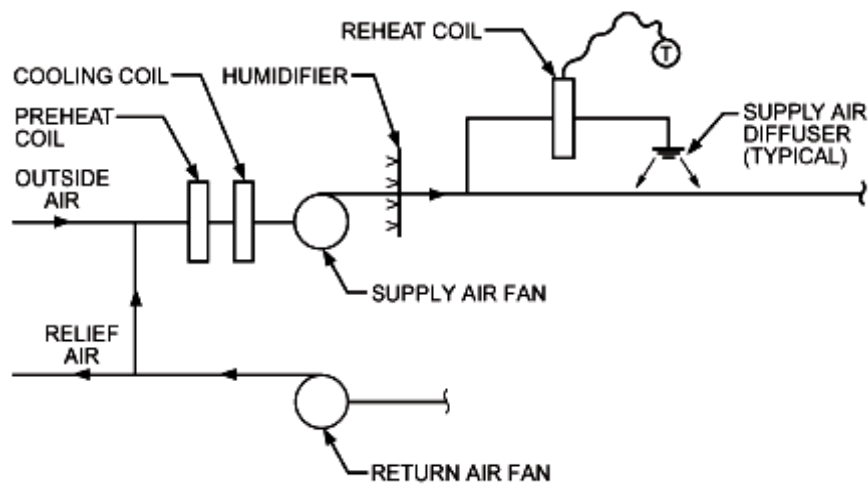 REHEAT COIL
T
COOLING COIL
HUMIDIFIER
PREHEAT
COIL
SUPPLY AIR
DIFFUSER
(TYPICAL)
OUTSIDE
AIR
SUPPLY AIR FAN
RELIEF
AIR
RETURN AIR FAN